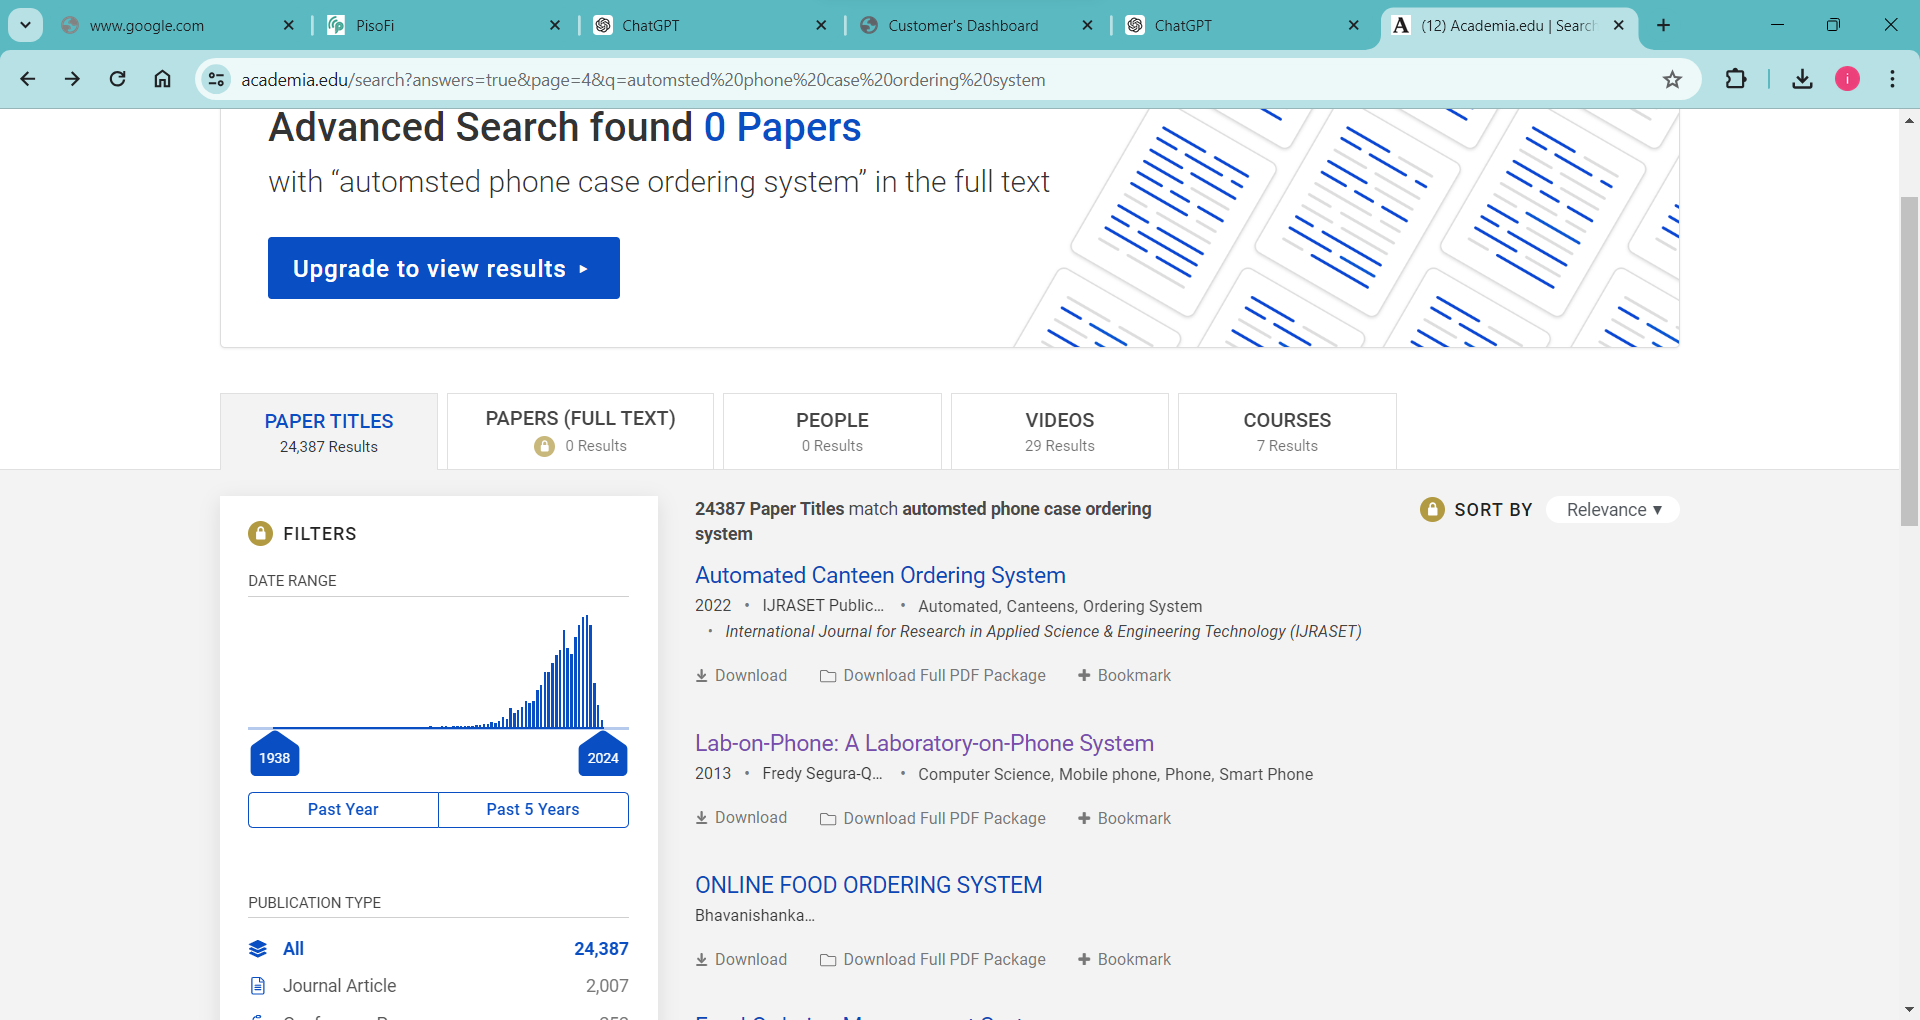 www.google.com
PisoFi
ChatGPT
Customer's Dashboard
ChatGPT
(12) Academia.edu | Search
academia.edu/search?answers=true&page=4&q=automsted%20phone%20case%20ordering%20system
i
Advanced Search found 0 Papers
with “automsted phone case ordering system” in the full text
Upgrade to view results
PAPER TITLES
24,387 Results
PAPERS (FULL TEXT)
0 Results
PEOPLE
0 Results
VIDEOS
29 Results
COURSES
7 Results
FILTERS
DATE RANGE
1938
2024
Past Year
Past 5 Years
PUBLICATION TYPE
All 24,387
Journal Article 2,007
24387 Paper Titles match automsted phone case ordering
system
SORT BY Relevance ▼
Automated Canteen Ordering System
2022 • IJRASET Public... • Automated, Canteens, Ordering System
• International Journal for Research in Applied Science & Engineering Technology (IJRASET)
Download Download Full PDF Package Bookmark
Lab-on-Phone: A Laboratory-on-Phone System
2013 • Fredy Segura-Q... • Computer Science, Mobile phone, Phone, Smart Phone
Download Download Full PDF Package Bookmark
ONLINE FOOD ORDERING SYSTEM
Bhavanishanka...
Download Download Full PDF Package Bookmark